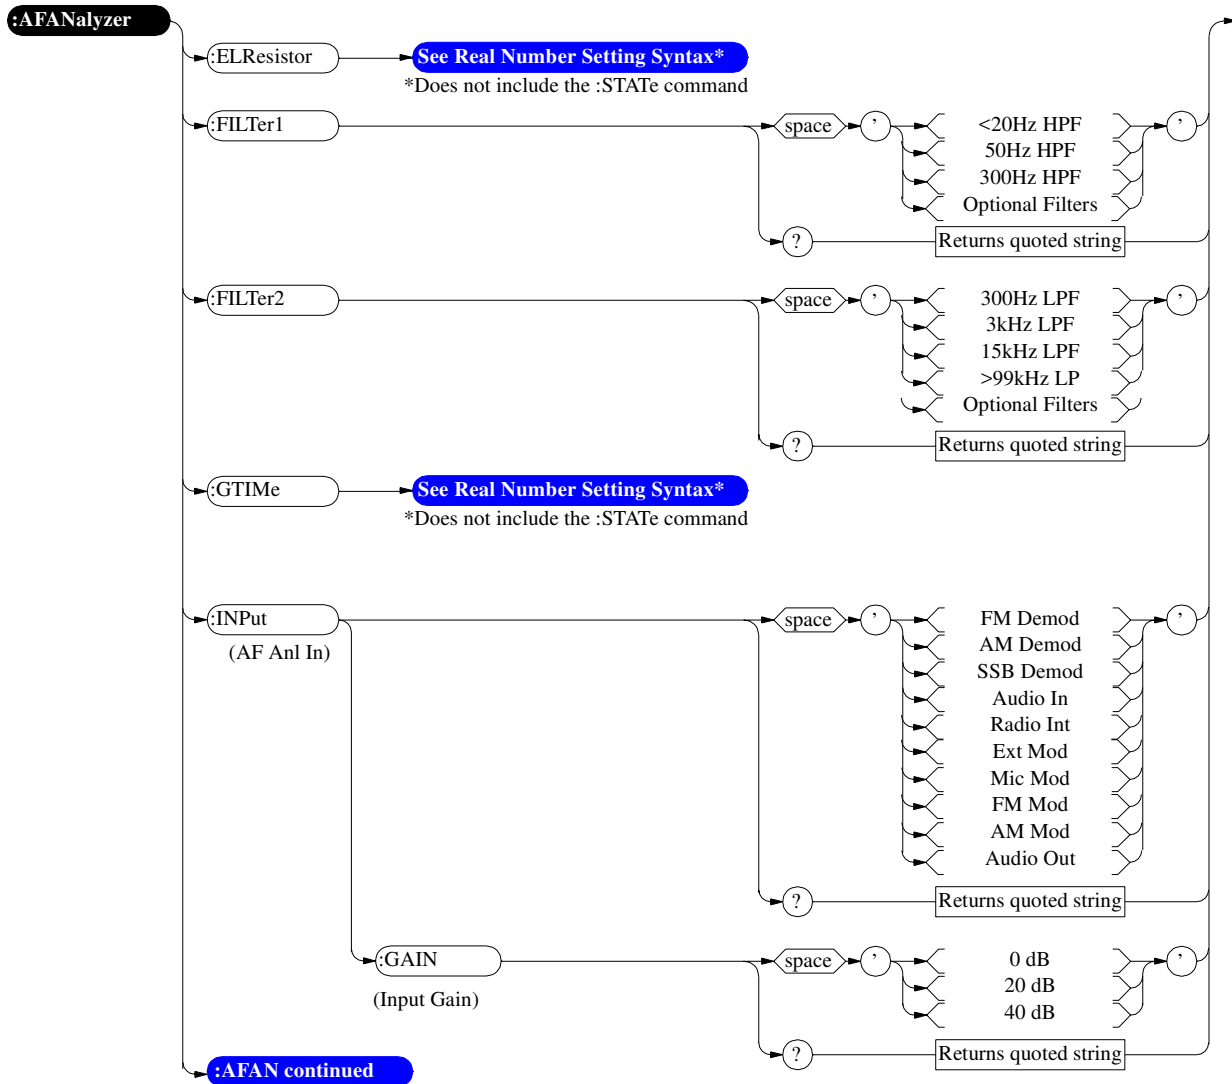 :AFANalyzer
:ELResistor
See Real Number Setting Syntax*
*Does not include the :STATe command
:FILTer1
space
'
<20Hz HPF
50Hz HPF
300Hz HPF
Optional Filters
'
?
Returns quoted string
:FILTer2
space
'
300Hz LPF
3kHz LPF
15kHz LPF
>99kHz LP
Optional Filters
'
?
Returns quoted string
:GTIMe
See Real Number Setting Syntax*
*Does not include the :STATe command
:INPut
(AF Anl In)
space
'
FM Demod
AM Demod
SSB Demod
Audio In
Radio Int
Ext Mod
Mic Mod
FM Mod
AM Mod
Audio Out
'
?
Returns quoted string
:GAIN
(Input Gain)
space
'
0 dB
20 dB
40 dB
'
?
Returns quoted string
:AFAN continued